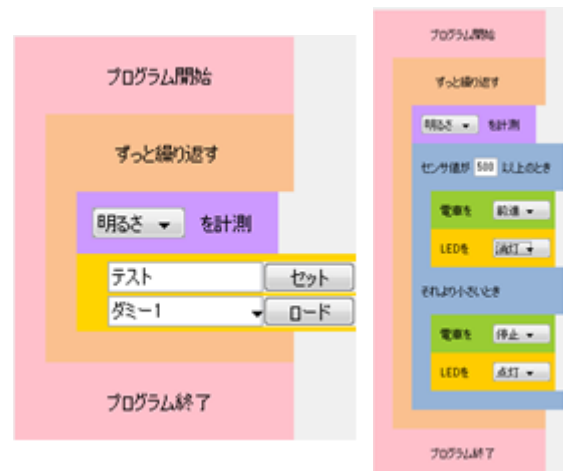 プログラム開始
ずっと繰り返す
明るさ を計測
テスト セット
ダミー1 ロード
プログラム終了
プログラム開始
ずっと繰り返す
明るさ を計測
センサ値が 500 以上のとき
電車を 前進
LEDを 消灯
それより小さいとき
電車を 停止
LEDを 点灯
プログラム終了